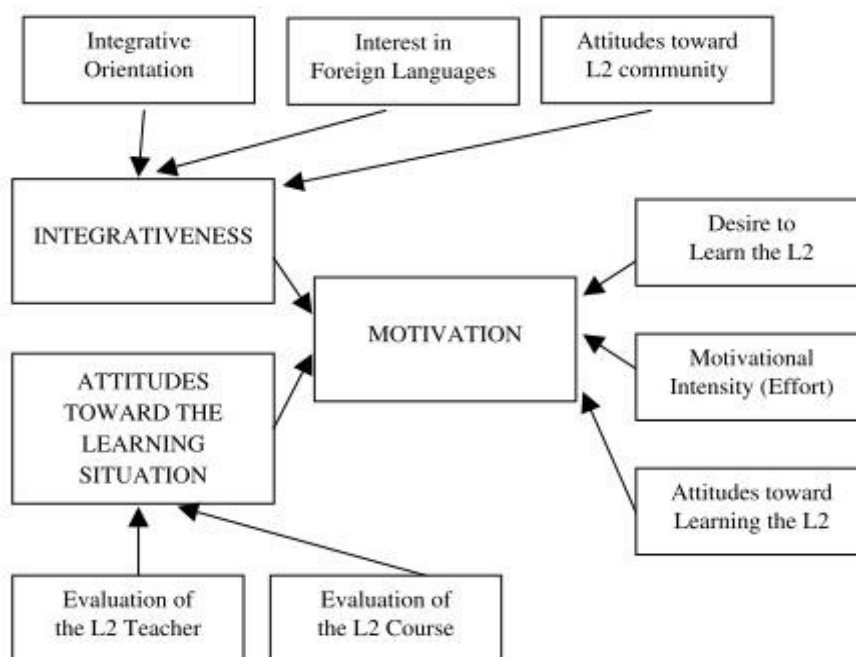 Integrative
Orientation
Interest in
Foreign Languages
Attitudes toward
L2 community
INTEGRATIVENESS
Desire to
Learn the L2
MOTIVATION
Motivational
Intensity (Effort)
ATTITUDES
TOWARD THE
LEARNING
SITUATION
Attitudes toward
Learning the L2
Evaluation of
the L2 Teacher
Evaluation of
the L2 Course